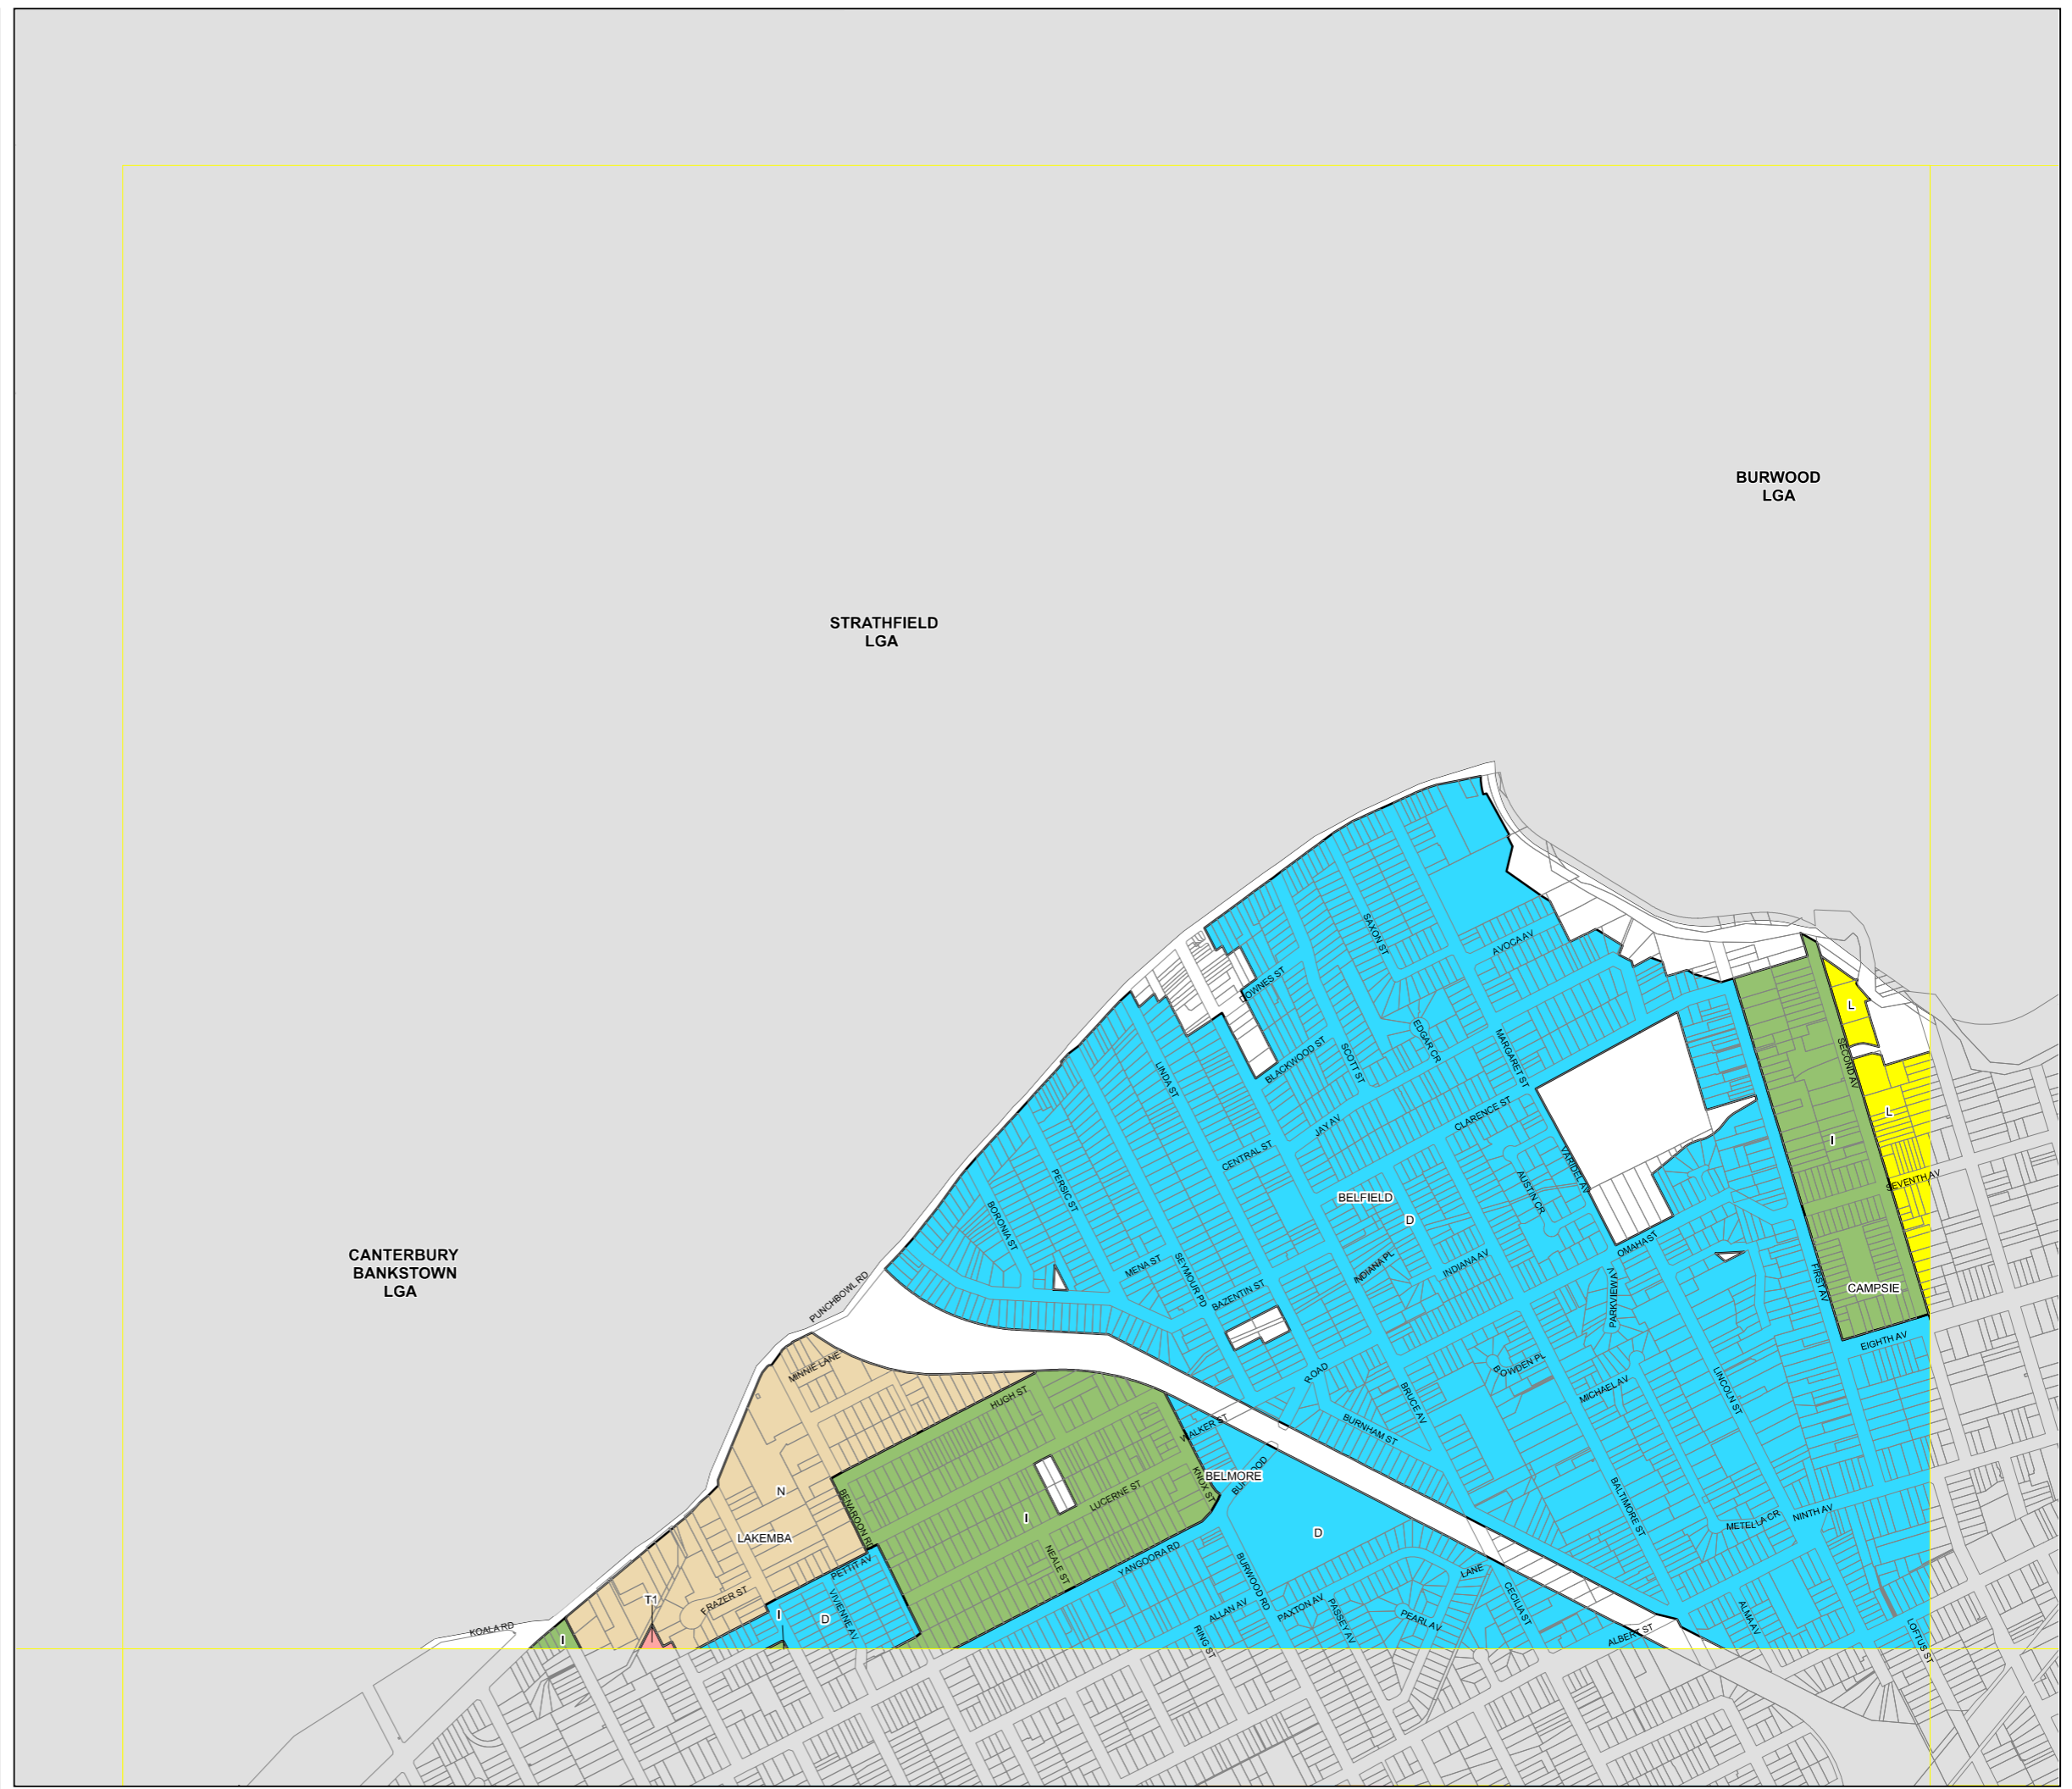 BURWOOD
LGA
STRATHFIELD
LGA
SAXON ST
AVOCA AV
DOWNES ST
L
EDGAR CR
MARGARET ST
SCOTT ST
BLACKWOOD ST
SECOND AV
LINDA ST
L
CLARENCE ST
JAY AV
I
CENTRAL ST
VARIDEL AV
SEVENTH AV
PERSIC ST
AUSTIN CR
BELFIELD
D
BORONIA ST
OMAHA ST
CANTERBURY
BANKSTOWN
LGA
MENA ST
SEYMOUR PD
INDIANA PL
INDIANA AV
FIRST AV
CAMPSIE
BAZENTIN ST
PARKVIEW AV
PUNCHBOWL RD
EIGHTH AV
MINNIE LANE
BOWDEN PL
ROAD
MICHAEL AV
LINCOLN ST
HUGH ST
BRUCE AV
WALKER ST
BURNHAM ST
BELMORE
BURWOOD
KNOX ST
N
LUCERNE ST
BENAROON RD
I
BALTIMORE ST
NINTH AV
METELLA CR
D
LAKEMBA
YANGOORA RD
NEALE ST
PETTIT AV
BURWOOD RD
LANE
T1
FRAZER ST
VIVIENNE AV
I
D
ALLAN AV
PAXTON AV
PASSEY AV
PEARL AV
CECILIA ST
ALMA AV
KOALA RD
I
RING ST
ALBERT ST
LOFTUS ST